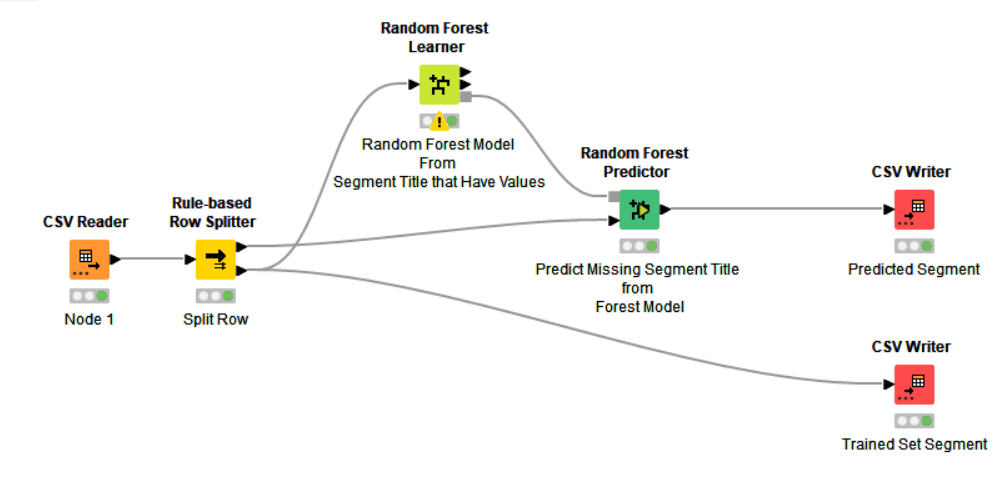 Random Forest
Learner
Random Forest Model
From
Segment Title that Have Values
Random Forest
Predictor
CSV Writer
Rule-based
Row Splitter
CSV Reader
Predict Missing Segment Title
from
Forest Model
Predicted Segment
Node 1
Split Row
CSV Writer
Trained Set Segment